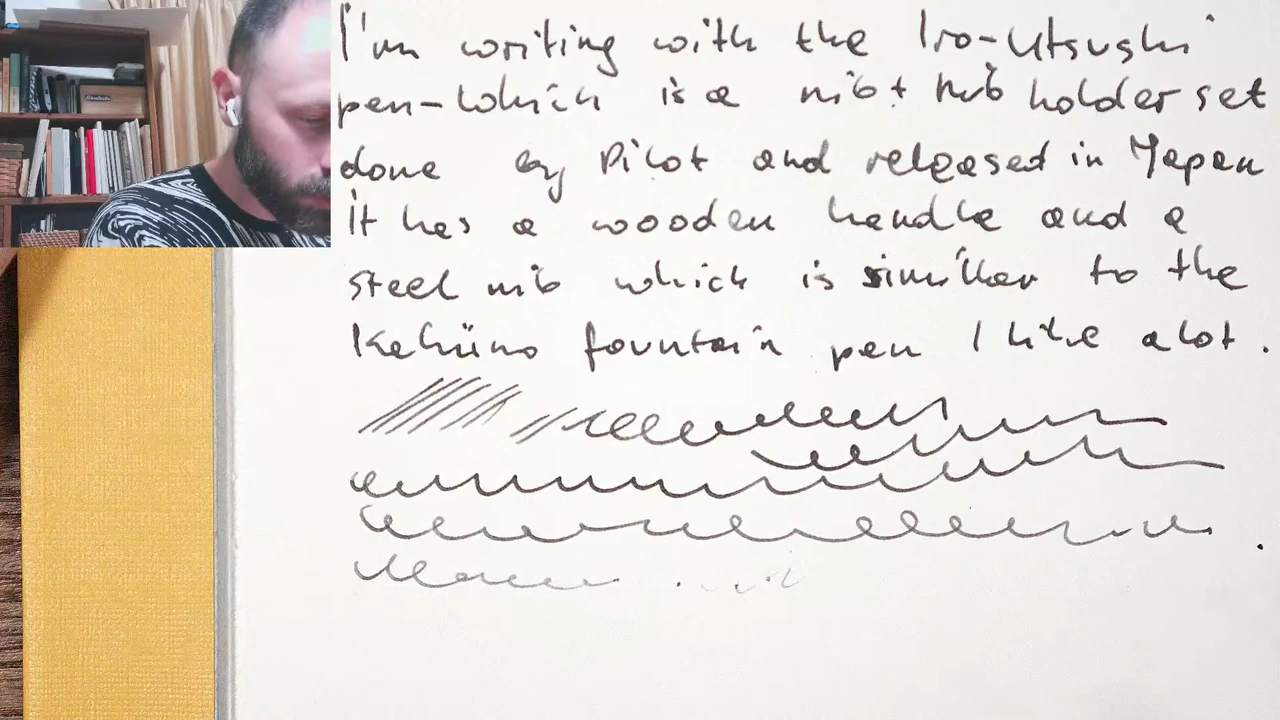 I'm writing with the Iro-Utsushi
pen-which is a nib+ nib holder set
done by Pilot and released in Japan
it has a wooden handle and a
steel nib which is similar to the
Kaküno fountain pen I like alot.